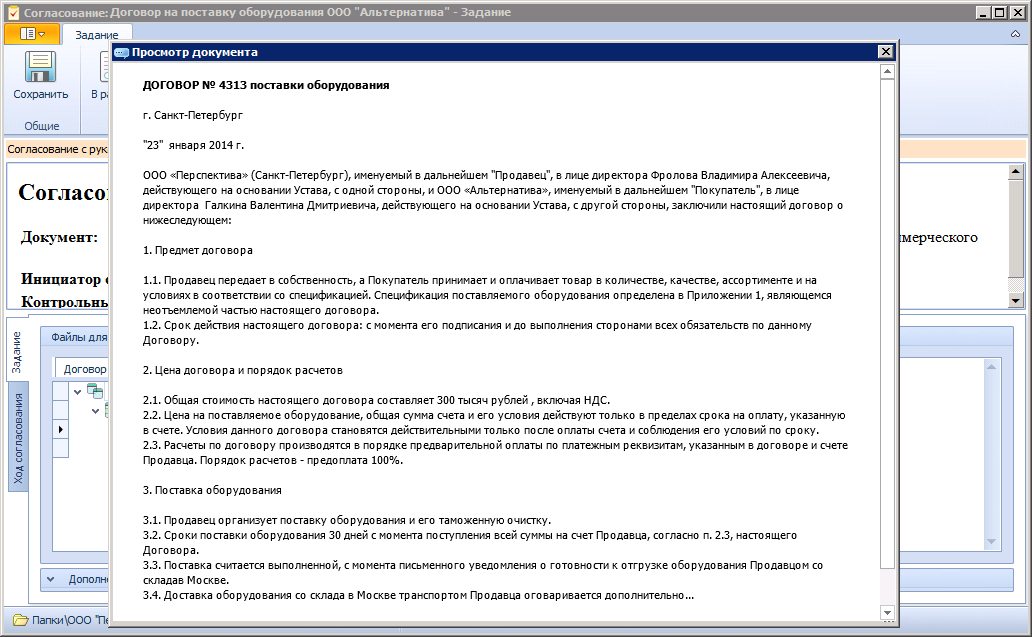 Согласование: Договор на поставку оборудования ООО "Альтернатива" - Задание
Задание
Сохранить
В ра
Общие
Согласование с рук
Согласо
Документ:
ммерческого
Инициатор
Контрольны
Задание
Ход согласования
Файлы для
Договор
Дополн
Папки\ООО "Пе
Просмотр документа
ДОГОВОР № 4313 поставки оборудования
г. Санкт-Петербург
"23" января 2014 г.
ООО «Перспектива» (Санкт-Петербург), именуемый в дальнейшем "Продавец", в лице директора Фролова Владимира Алексеевича,
действующего на основании Устава, с одной стороны, и ООО «Альтернатива», именуемый в дальнейшем "Покупатель", в лице
директора Галкина Валентина Дмитриевича, действующего на основании Устава, с другой стороны, заключили настоящий договор о
нижеследующем:
1. Предмет договора
1.1. Продавец передает в собственность, а Покупатель принимает и оплачивает товар в количестве, качестве, ассортименте и на
условиях в соответствии со спецификацией. Спецификация поставляемого оборудования определена в Приложении 1, являющемся
неотъемлемой частью настоящего договора.
1.2. Срок действия настоящего договора: с момента его подписания и до выполнения сторонами всех обязательств по данному
Договору.
2. Цена договора и порядок расчетов
2.1. Общая стоимость настоящего договора составляет 300 тысяч рублей , включая НДС.
2.2. Цена на поставляемое оборудование, общая сумма счета и его условия действуют только в пределах срока на оплату, указанную
в счете. Условия данного договора становятся действительными только после оплаты счета и соблюдения его условий по сроку.
2.3. Расчеты по договору производятся в порядке предварительной оплаты по платежным реквизитам, указанным в договоре и счете
Продавца. Порядок расчетов - предоплата 100%.
3. Поставка оборудования
3.1. Продавец организует поставку оборудования и его таможенную очистку.
3.2. Сроки поставки оборудования 30 дней с момента поступления всей суммы на счет Продавца, согласно п. 2.3, настоящего
Договора.
3.3. Поставка считается выполненной, с момента письменного уведомления о готовности к отгрузке оборудования Продавцом со
складав Москве.
3.4. Доставка оборудования со склада в Москве транспортом Продавца оговаривается дополнительно...